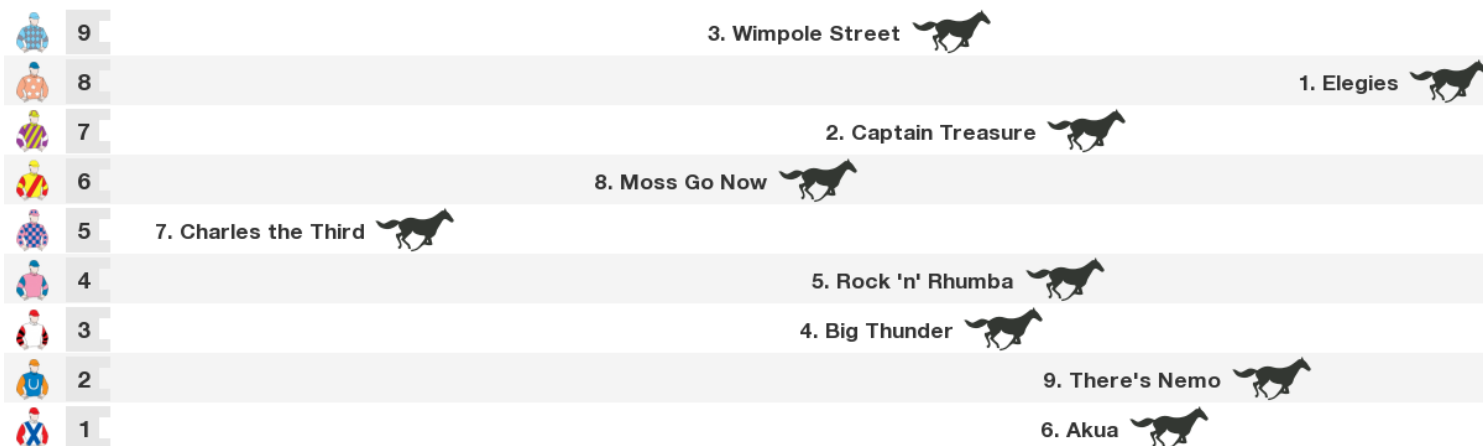 9 3. Wimpole Street
8 1. Elegies
7 2. Captain Treasure
6 8. Moss Go Now
5 7. Charles the Third
4 5. Rock 'n' Rhumba
3 4. Big Thunder
2 9. There's Nemo
1 6. Akua